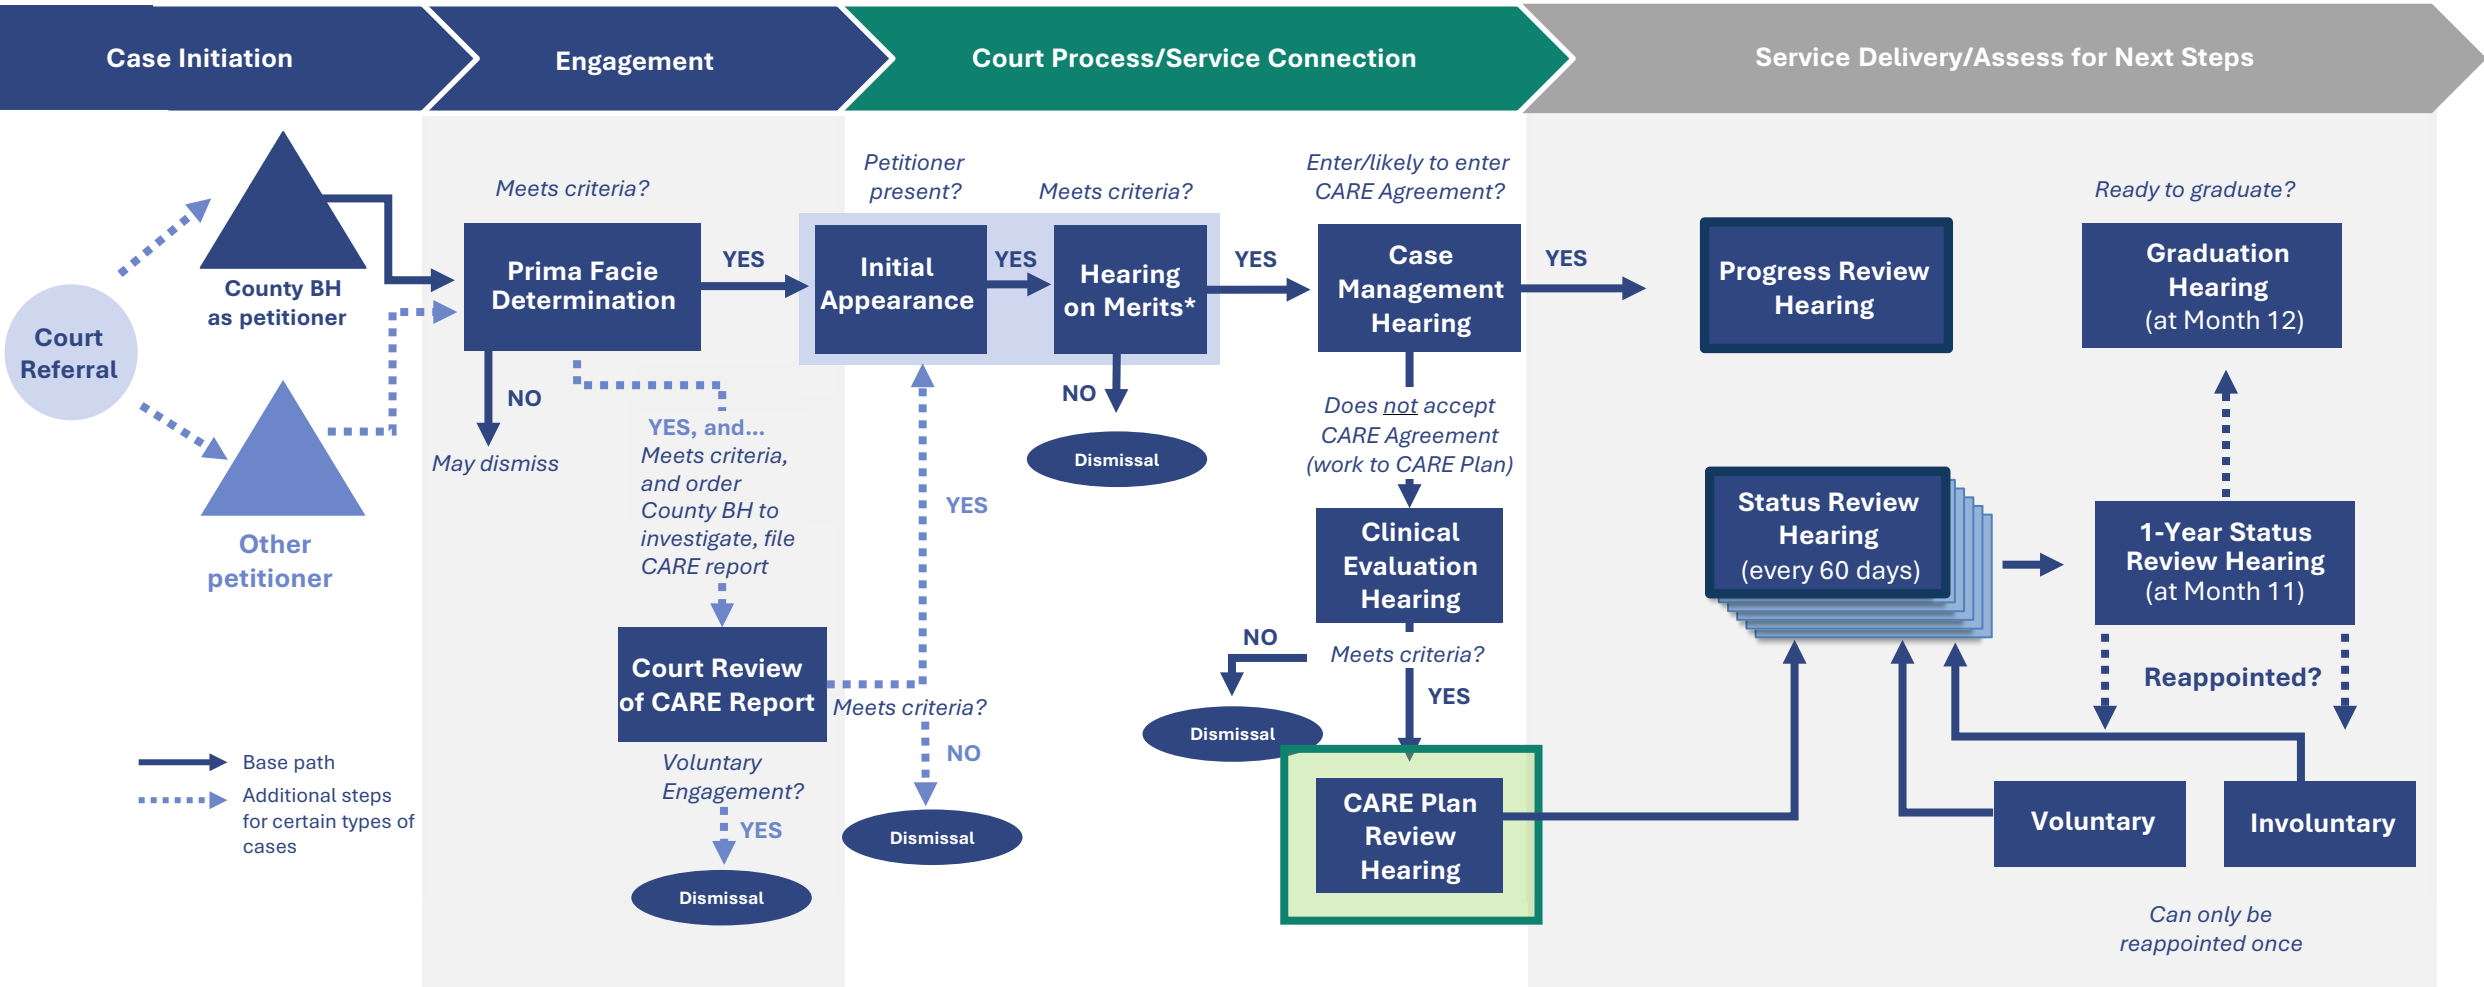 Case Initiation
Engagement
Court Process/Service Connection
Service Delivery/Assess for Next Steps
Court
Referral
County BH
as petitioner
Other
petitioner
Base path
Additional steps
for certain types of
cases
Meets criteria?
Prima Facie
Determination
YES
NO
May dismiss
YES, and...
Meets criteria,
and order
County BH to
investigate, file
CARE report
Court Review
of CARE Report
Voluntary
Engagement?
YES
Dismissal
Meets criteria?
YES
NO
Dismissal
Petitioner
present?
Initial
Appearance
YES
Meets criteria?
Hearing
on Merits*
NO
Dismissal
YES
Enter/likely to enter
CARE Agreement?
Case
Management
Hearing
YES
Does not accept
CARE Agreement
(work to CARE Plan)
Clinical
Evaluation
Hearing
Meets criteria?
NO
Dismissal
YES
CARE Plan
Review
Hearing
Progress Review
Hearing
Status Review
Hearing
(every 60 days)
Ready to graduate?
Graduation
Hearing
(at Month 12)
1-Year Status
Review Hearing
(at Month 11)
Reappointed?
Voluntary
Involuntary
Can only be
reappointed once